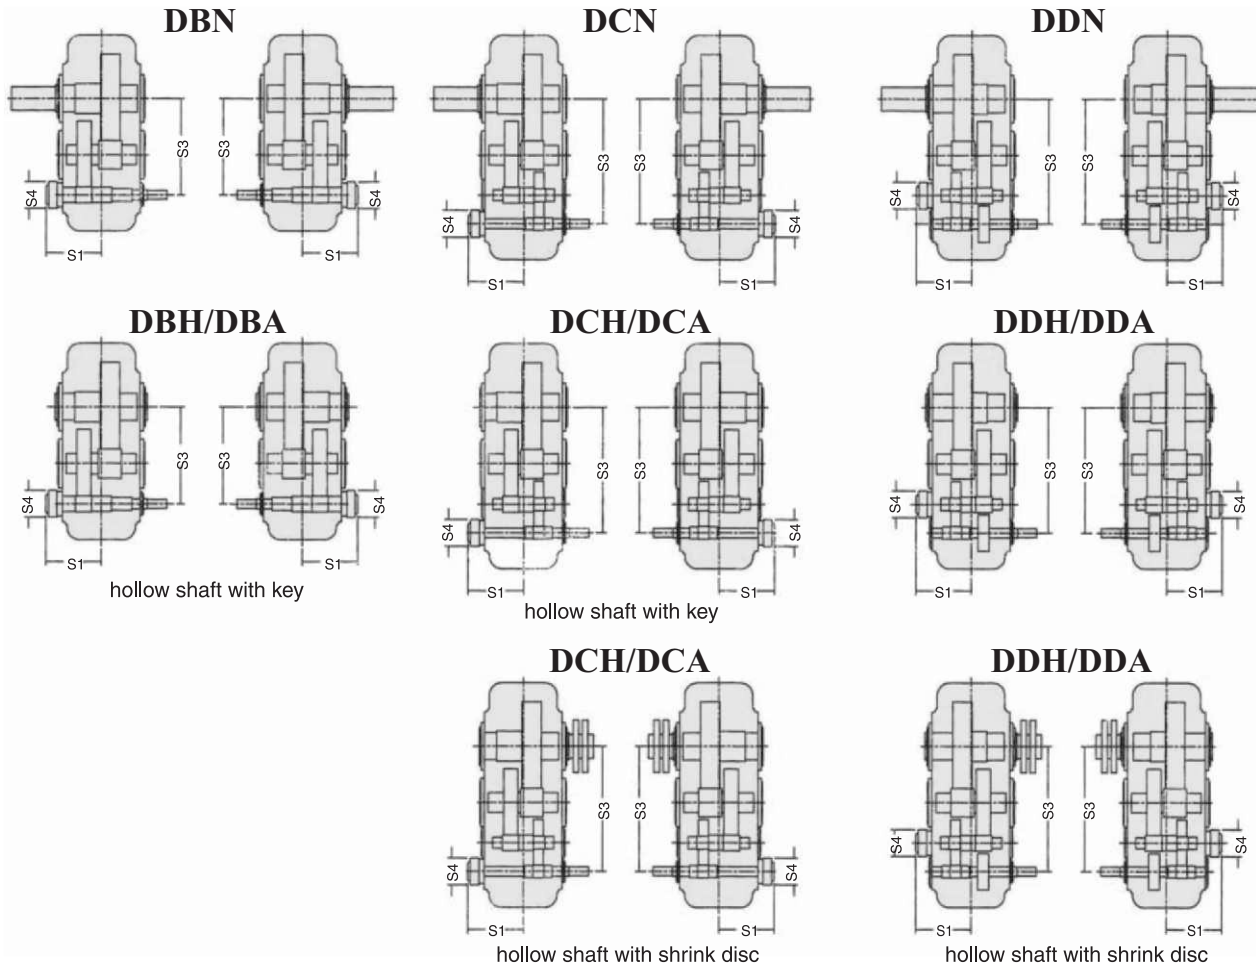 DBN
DCN
DDN
S3
S3
S3
S3
S3
S3
S4
S4
S4
S4
S4
S4
S1
S1
S1
S1
S1
S1
DBH/DBA
DCH/DCA
DDH/DDA
S3
S3
S3
S3
S3
S3
S4
S4
S4
S4
S4
S4
S1
S1
S1
S1
S1
S1
hollow shaft with key
hollow shaft with key
DCH/DCA
DDH/DDA
S3
S3
S3
S3
S4
S4
S4
S4
S1
S1
S1
S1
hollow shaft with shrink disc
hollow shaft with shrink disc